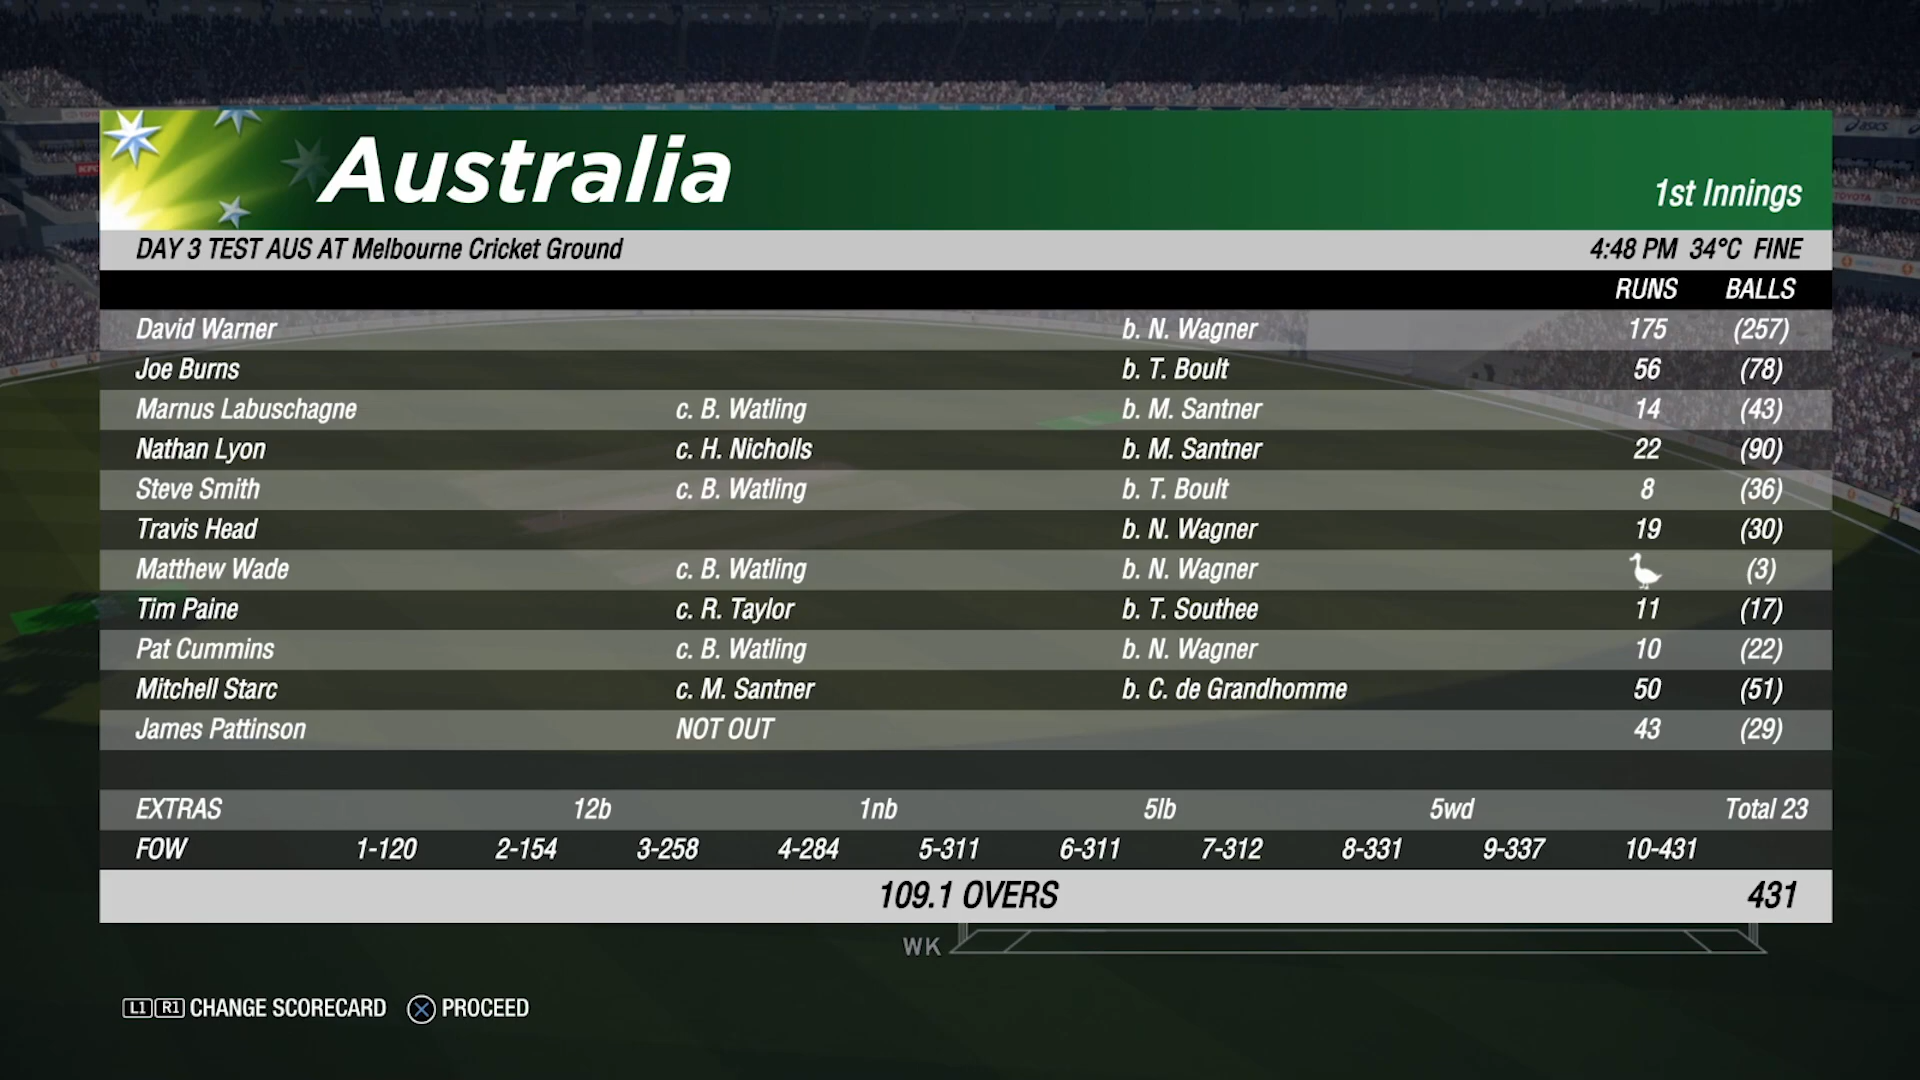 Australia
1st Innings
DAY 3 TEST AUS AT Melbourne Cricket Ground 4:48 PM 34°C FINE
RUNS BALLS
David Warner b. N. Wagner 175 (257)
Joe Burns b. T. Boult 56 (78)
Marnus Labuschagne c. B. Watling b. M. Santner 14 (43)
Nathan Lyon c. H. Nicholls b. M. Santner 22 (90)
Steve Smith c. B. Watling b. T. Boult 8 (36)
Travis Head b. N. Wagner 19 (30)
Matthew Wade c. B. Watling b. N. Wagner (3)
Tim Paine c. R. Taylor b. T. Southee 11 (17)
Pat Cummins c. B. Watling b. N. Wagner 10 (22)
Mitchell Starc c. M. Santner b. C. de Grandhomme 50 (51)
James Pattinson NOT OUT 43 (29)
EXTRAS 12b 1nb 5lb 5wd Total 23
FOW 1-120 2-154 3-258 4-284 5-311 6-311 7-312 8-331 9-337 10-431
109.1 OVERS 431
WK
L1 R1 CHANGE SCORECARD PROCEED
asics
KFC
TOYOTA